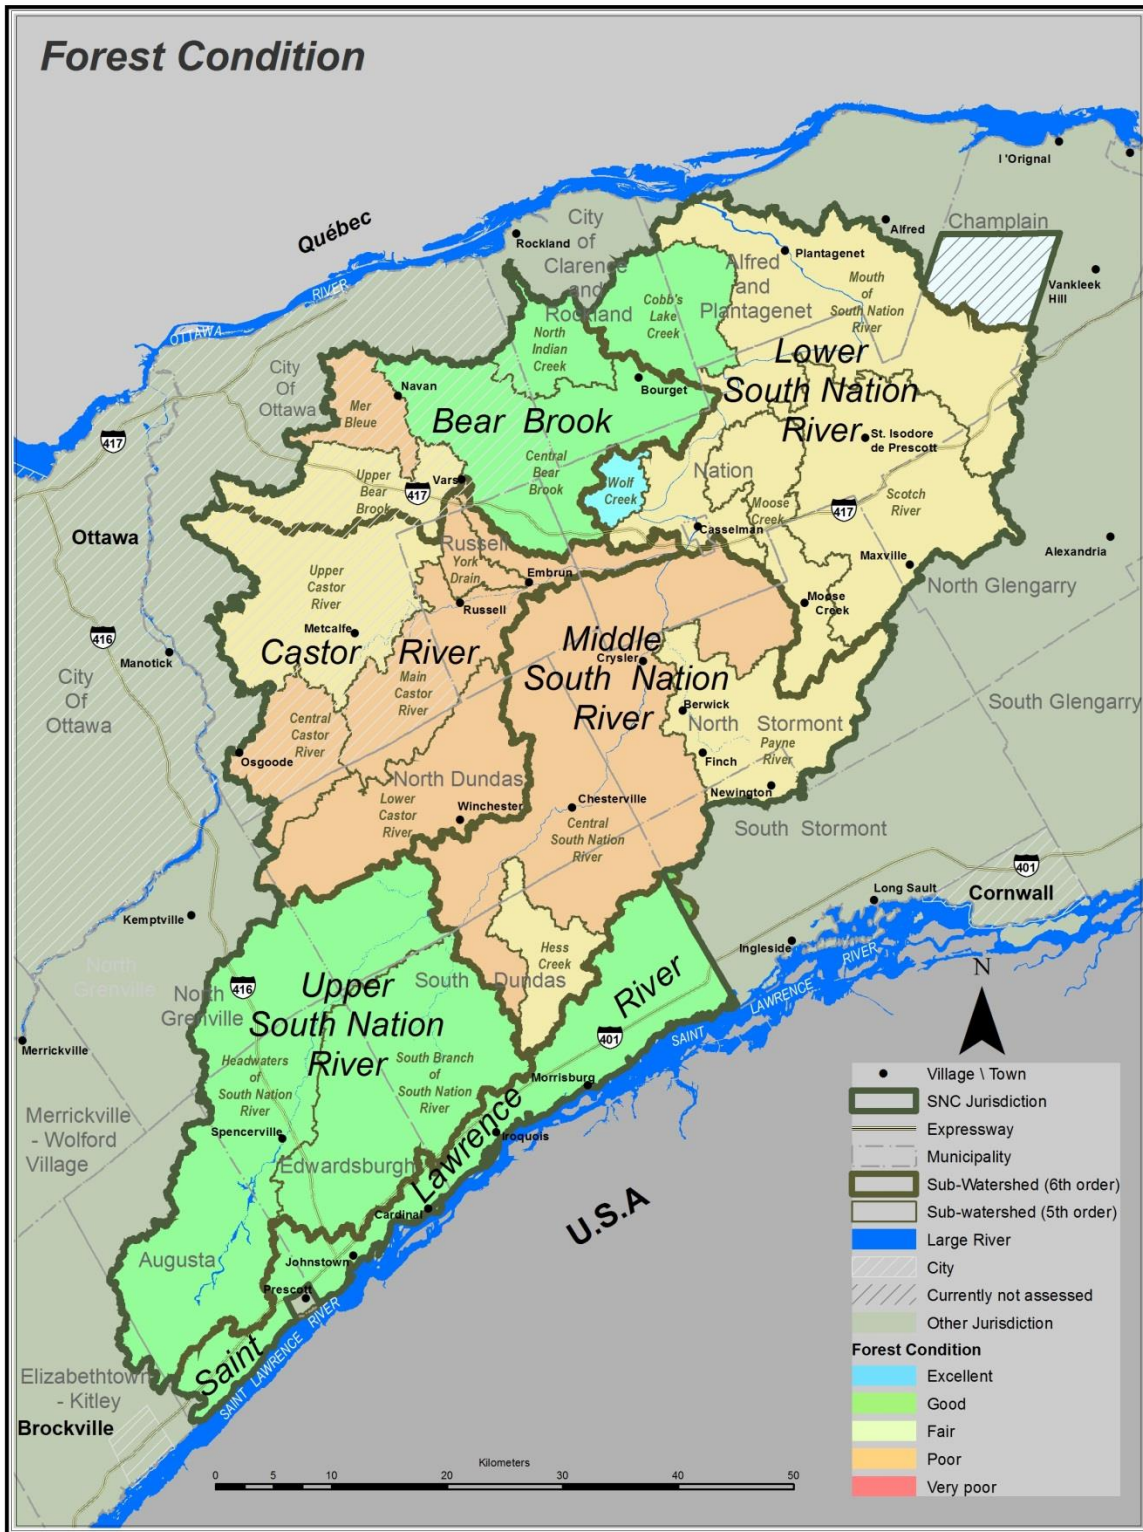 Forest Condition
Québec
OTTAWA
RIVER
Rockland
City
of
Clarence
and
Rockland
l 'Orignal
Alfred
Champlain
Vankleek
Hill
Plantagenet
Alfred
and
Plantagenet
Mouth
of
South Nation
River
Cobb's
Lake
Creek
North
Indian
Creek
Lower
South Nation
River
City
Of
Ottawa
Navan
Mer
Bleue
Bourget
Bear Brook
Central
Bear
Brook
St. Isodore
de Prescott
417
Upper
Bear
Brook
Vars
417
Wolf
Creek
Nation
Moose
Creek
Scotch
River
417
Casselman
Ottawa
Russell
York
Drain
Embrun
Russell
Maxville
Alexandria
North Glengarry
Moose
Creek
Upper
Castor
River
Metcalfe
Castor River
416
Manotick
City
Of
Ottawa
Main
Castor
River
Central
Castor
River
Osgoode
Middle
South Nation
River
Crysler
Berwick
North Stormont
Payne
River
Finch
Newington
South Glengarry
North Dundas
Lower
Castor
River
Winchester
Chesterville
Central
South Nation
River
South Stormont
401
Long Sault
Cornwall
Ingleside
Kemptville
North
Grenville
North
Grenville
416
Merrickville
Hess
Creek
South Dundas
Upper
South Nation
River
Headwaters
of
South Nation
River
South Branch
of
South Nation
River
Saint Lawrence River
401
SAINT LAWRENCE RIVER
Morrisburg
Iroquois
Merrickville
- Wolford
Village
Spencerville
Edwardsburgh
Cardinal
Augusta
Johnstown
Prescott
SAINT LAWRENCE RIVER
Elizabethtown
- Kitley
Brockville
U.S.A
N
Village \ Town
SNC Jurisdiction
Expressway
Municipality
Sub-Watershed (6th order)
Sub-watershed (5th order)
Large River
City
Currently not assessed
Other Jurisdiction
Forest Condition
Excellent
Good
Fair
Poor
Very poor
Kilometers
0 5 10 20 30 40 50